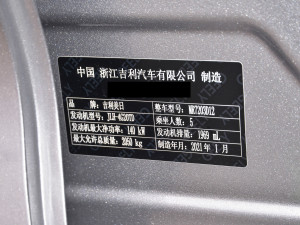 中国 浙江吉利汽车有限公司 制造
品 牌：吉利美日 整车型号：MR7203D12
发动机型号：JLH-4G20TD 乘坐人数：5
发动机最大净功率：140 kW 发动机排量：1969 mL
最大允许总质量：2050 kg 制造年月：2021 年 1 月